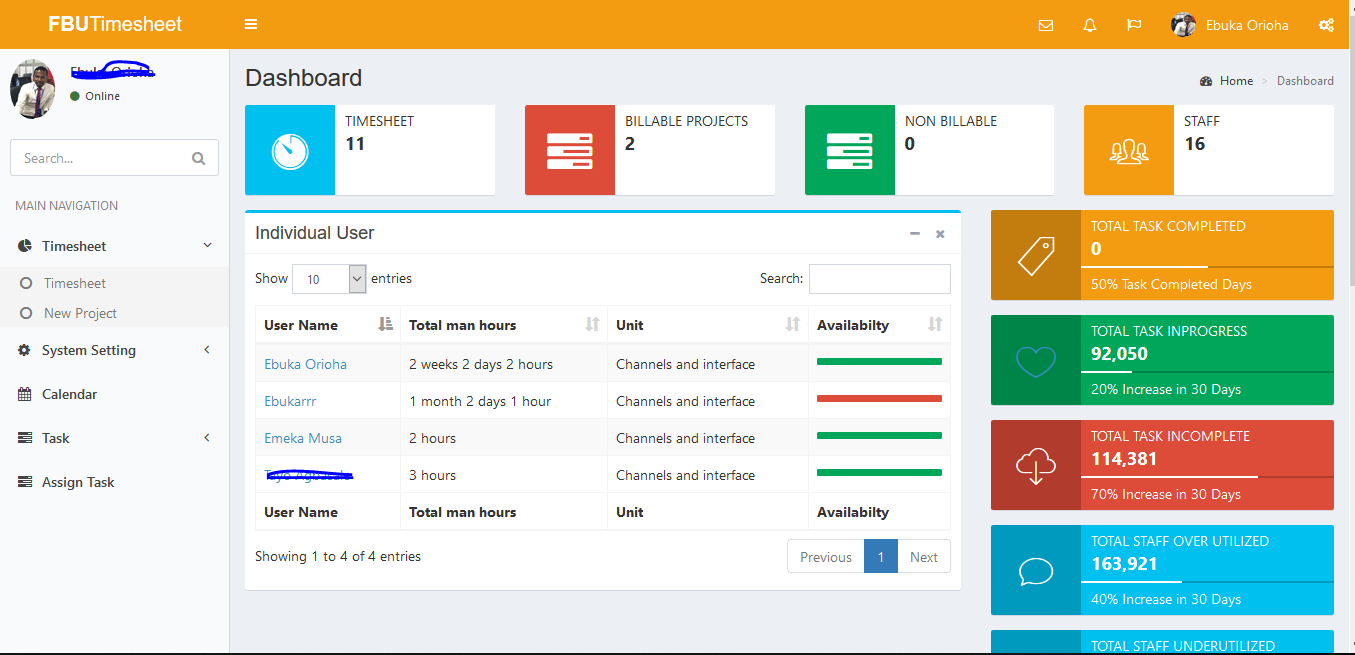 FBUTimesheet
Ebuka Orioha
Online
Search...
MAIN NAVIGATION
Timesheet
Timesheet
New Project
System Setting
Calendar
Task
Assign Task
Dashboard
Home > Dashboard
TIMESHEET
11
BILLABLE PROJECTS
2
NON BILLABLE
0
STAFF
16
Individual User
Show 10 entries
Search:
User Name Total man hours Unit Availabilty
Ebuka Orioha 2 weeks 2 days 2 hours Channels and interface
Ebukarrr 1 month 2 days 1 hour Channels and interface
Emeka Musa 2 hours Channels and interface
3 hours Channels and interface
User Name Total man hours Unit Availabilty
Showing 1 to 4 of 4 entries
Previous 1 Next
TOTAL TASK COMPLETED
0
50% Task Completed Days
TOTAL TASK INPROGRESS
92,050
20% Increase in 30 Days
TOTAL TASK INCOMPLETE
114,381
70% Increase in 30 Days
TOTAL STAFF OVER UTILIZED
163,921
40% Increase in 30 Days
TOTAL STAFF UNDERUTILIZED